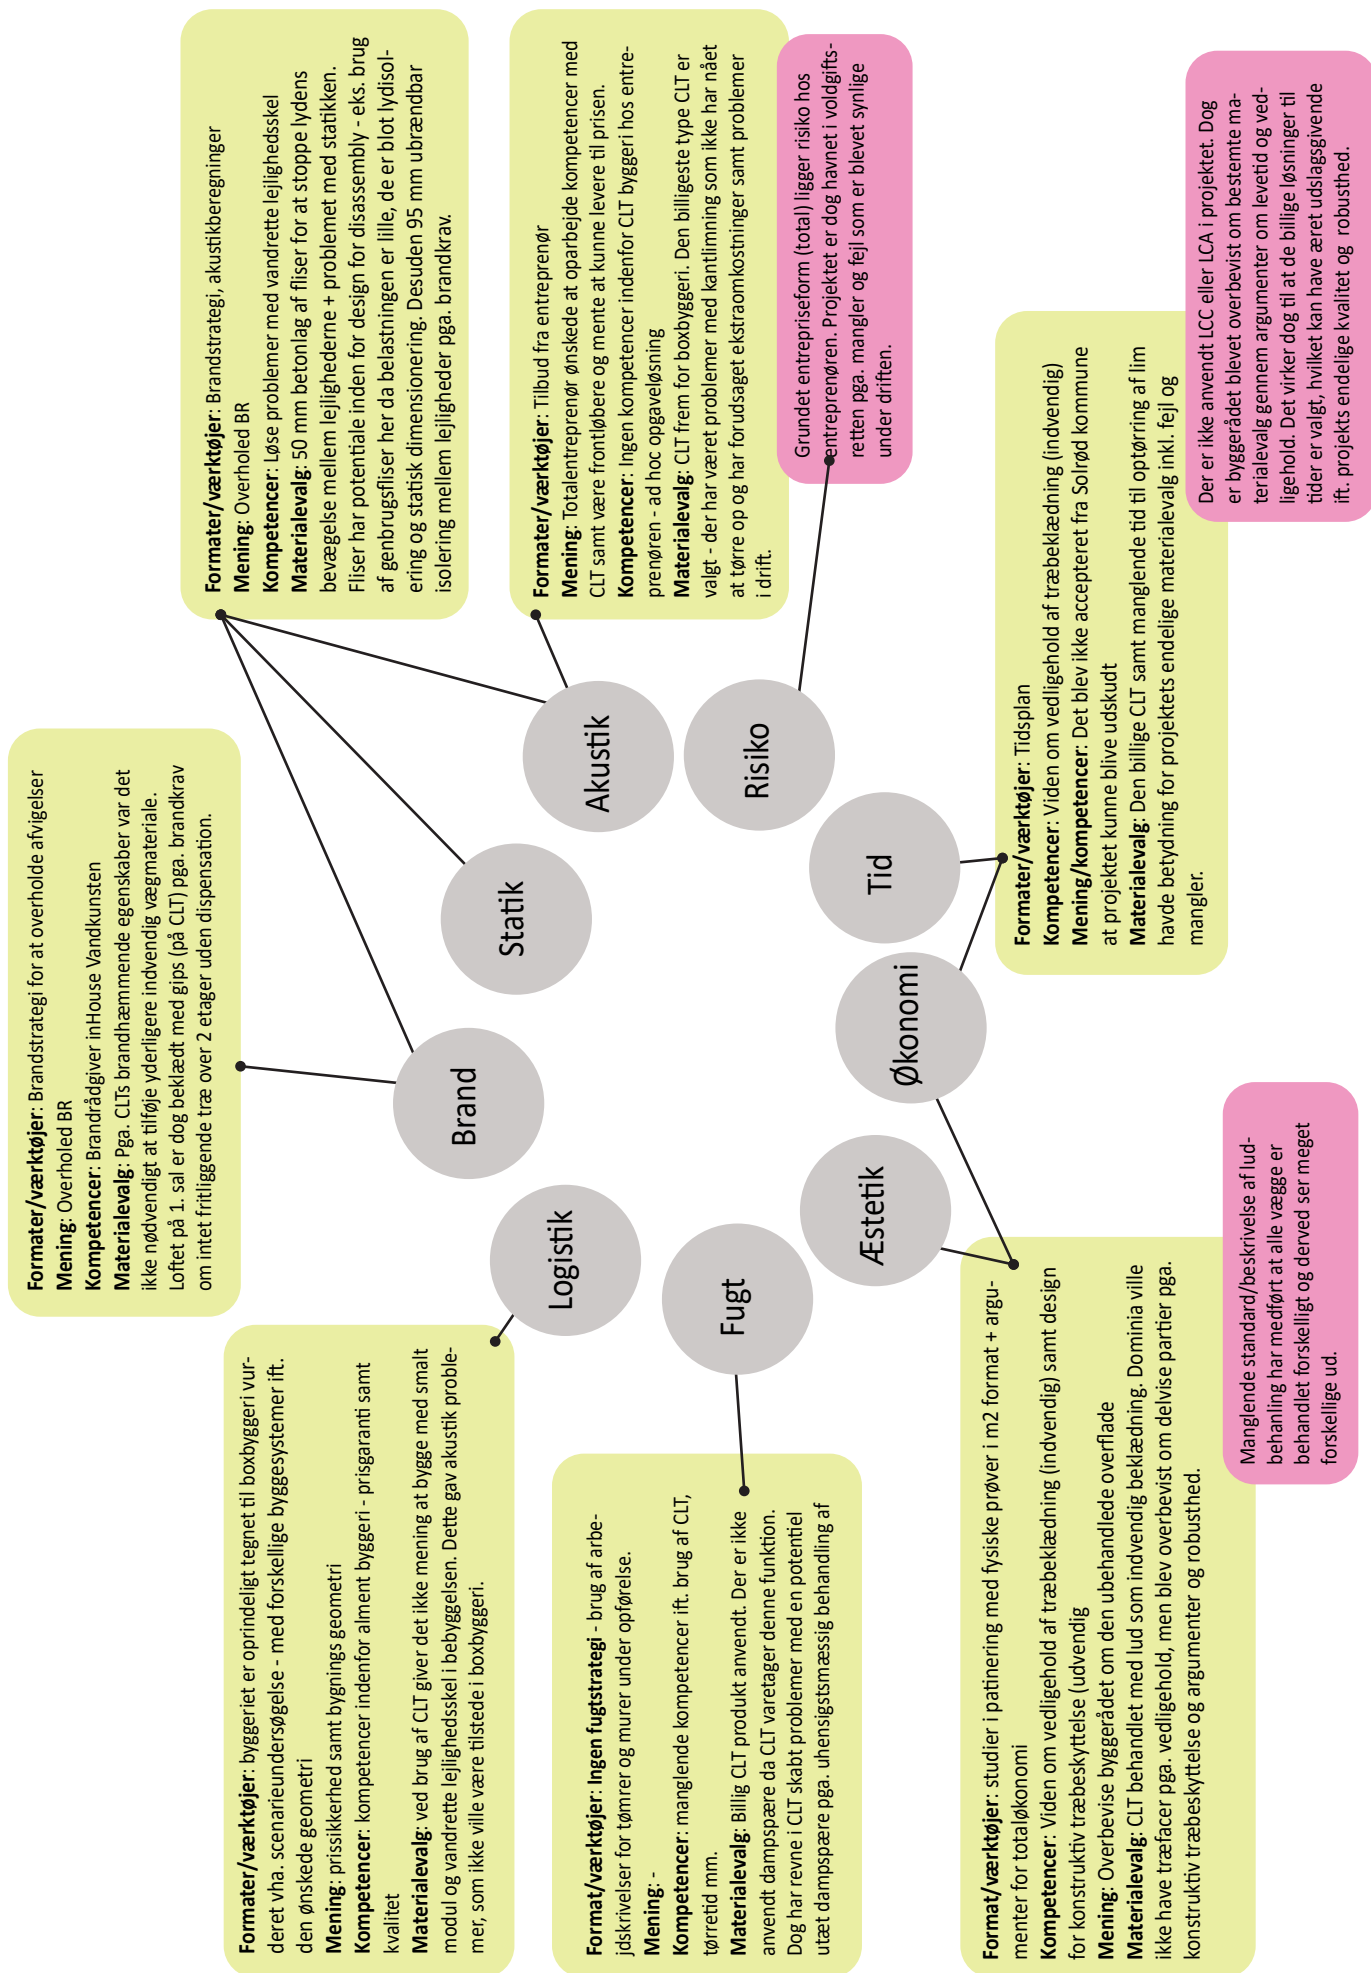 Formater/værktøjer: Brandstrategi for at overholde afvigelser
Mening: Overholed BR
Kompetencer: Brandrådgiver inHouse Vandkunsten
Materialevalg: Pga. CLTs brandhæmmende egenskaber var det
ikke nødvendigt at tilføje yderligere indvendig vægmateriale.
Loftet på 1. sal er dog beklædt med gips (på CLT) pga. brandkrav
om intet fritliggende træ over 2 etager uden dispensation.
Formater/værktøjer: Brandstrategi, akustikberegninger
Mening: Overholed BR
Kompetencer: Løse problemer med vandrette lejlighedsskel
Materialevalg: 50 mm betonlag af fliser for at stoppe lydens
bevægelse mellem lejlighederne + problemet med statikken.
Fliser har potentiale inden for design for disassembly - eks. brug
af genbrugsfliser her da belastningen er lille, de er blot lydisol-
ering og statisk dimensionering. Desuden 95 mm ubrændbar
isolering mellem lejligheder pga. brandkrav.
Formater/værktøjer: byggeriet er oprindeligt tegnet til boxbyggeri vur-
deret vha. scenarieundersøgelse - med forskellige byggesystemer ift.
den ønskede geometri
Mening: prissikkerhed samt bygnings geometri
Kompetencer: kompetencer indenfor alment byggeri - prisgaranti samt
kvalitet
Materialevalg: ved brug af CLT giver det ikke mening at bygge med smalt
modul og vandrette lejlighedsskel i bebyggelsen. Dette gav akustik proble-
mer, som ikke ville være tilstede i boxbyggeri.
Logistik
Brand
Statik
Akustik
Formater/værktøjer: Tilbud fra entreprenør
Mening: Totalentreprenør ønskede at oparbejde kompetencer med
CLT samt være frontløbere og mente at kunne levere til prisen.
Kompetencer: Ingen kompetencer indenfor CLT byggeri hos entre-
prenøren - ad hoc opgaveløsning
Materialevalg: CLT frem for boxbyggeri. Den billigeste type CLT er
valgt - der har været problemer med kantlimning som ikke har nået
at tørre op og har forudsaget ekstraomkostninger samt problemer
i drift.
Format/værktøjer: Ingen fugtstrategi - brug af arbe-
jdskrivelser for tømrer og murer under opførelse.
Mening: -
Kompetencer: manglende kompetencer ift. brug af CLT,
tørretid mm.
Materialevalg: Billig CLT produkt anvendt. Der er ikke
anvendt dampspære da CLT varetager denne funktion.
Dog har revne i CLT skabt problemer med en potentiel
utæt dampspære pga. uhensigstsmæssig behandling af
Fugt
Æstetik
Økonomi
Tid
Risiko
Grundet entrepriseform (total) ligger risiko hos
entreprenøren. Projektet er dog havnet i voldgifts-
retten pga. mangler og fejl som er blevet synlige
under driften.
Format/værktøjer: studier i patinering med fysiske prøver i m2 format + argu-
menter for totaløkonomi
Kompetencer: Viden om vedligehold af træbeklædning (indvendig) samt design
for konstruktiv træbeskyttelse (udvendig
Mening: Overbevise byggerådet om den ubehandlede overflade
Materialevalg: CLT behandlet med lud som indvendig beklædning. Dominia ville
ikke have træfacer pga. vedligehold, men blev overbevist om delvise partier pga.
konstruktiv træbeskyttelse og argumenter og robusthed.
Formater/værktøjer: Tidsplan
Kompetencer: Viden om vedligehold af træbeklædning (indvendig)
Mening/kompetencer: Det blev ikke accepteret fra Solrød kommune
at projektet kunne blive udskudt
Materialevalg: Den billige CLT samt manglende tid til optørring af lim
havde betydning for projektets endelige materialevalg inkl. fejl og
mangler.
Manglende standard/beskrivelse af lud-
behanling har medført at alle vægge er
behandlet forskelligt og derved ser meget
forskellige ud.
Der er ikke anvendt LCC eller LCA i projektet. Dog
er byggerådet blevet overbevist om bestemte ma-
terialevalg gennem argumenter om levetid og ved-
ligehold. Det virker dog til at de billige løsninger til
tider er valgt, hvilket kan have æret udslagsgivende
ift. projekts endelige kvalitet og  robusthed.